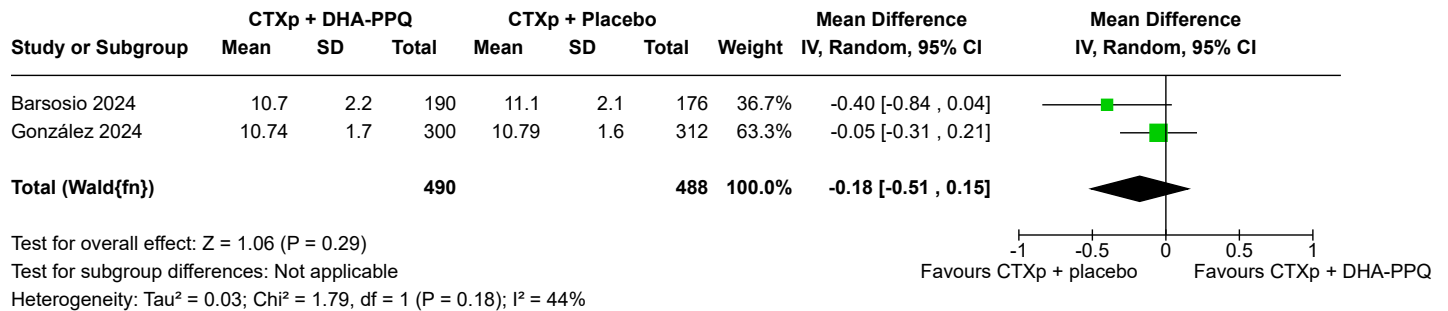 CTXp + DHA-PPQ CTXp + Placebo Mean Difference Mean Difference
Study or Subgroup Mean SD Total Mean SD Total Weight IV, Random, 95% CI IV, Random, 95% CI
Barsosio 2024 10.7 2.2 190 11.1 2.1 176 36.7% -0.40 [-0.84 , 0.04]
González 2024 10.74 1.7 300 10.79 1.6 312 63.3% -0.05 [-0.31 , 0.21]
Total (Wald{fn}) 490 488 100.0% -0.18 [-0.51 , 0.15]
Test for overall effect: Z = 1.06 (P = 0.29)
Test for subgroup differences: Not applicable
Heterogeneity: Tau² = 0.03; Chi² = 1.79, df = 1 (P = 0.18); I² = 44%
-1 -0.5 0 0.5 1
Favours CTXp + placebo Favours CTXp + DHA-PPQ